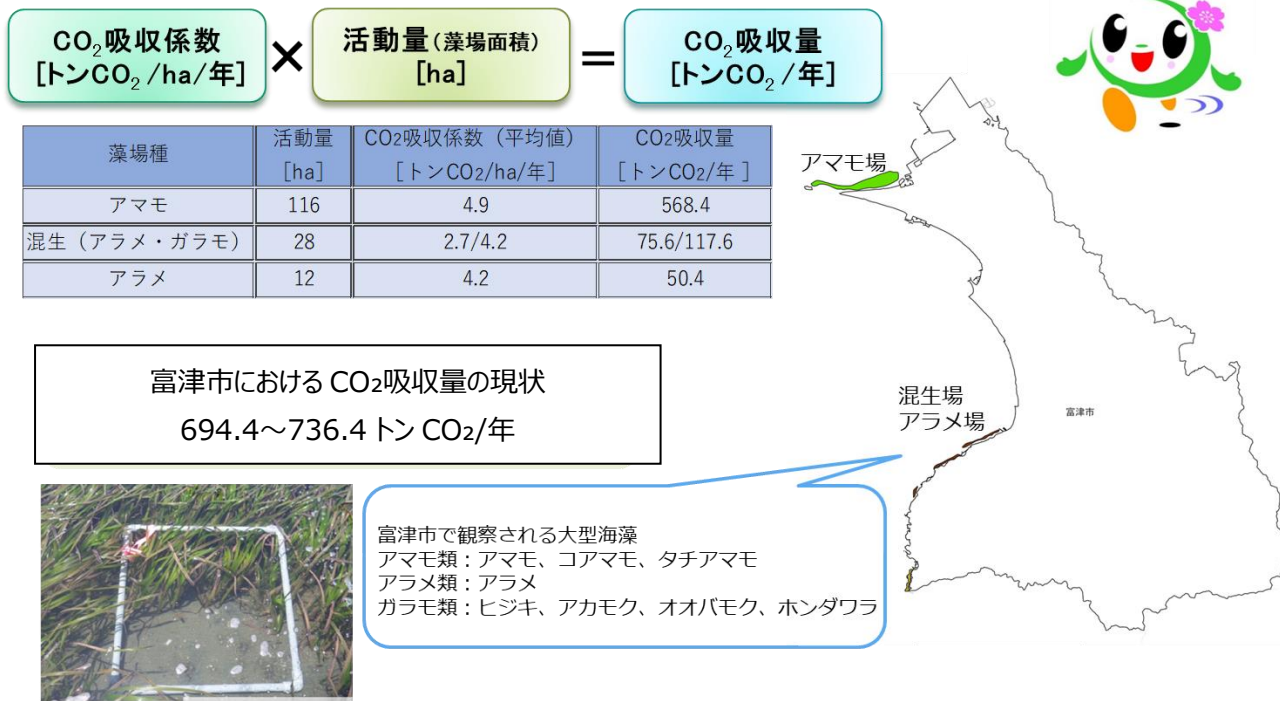 CO₂吸収係数
[トンCO₂/ha/年]
×
活動量(藻場面積)
[ha]
=
CO₂吸収量
[トンCO₂/年]
藻場種 活動量 [ha] CO2吸収係数（平均値） [トンCO2/ha/年] CO2吸収量 [トンCO2/年 ]
アマモ 116 4.9 568.4
混生（アラメ・ガラモ） 28 2.7/4.2 75.6/117.6
アラメ 12 4.2 50.4
富津市における CO₂吸収量の現状
694.4～736.4 トン CO₂/年
アマモ場
混生場
アラメ場
富津市
富津市で観察される大型海藻
アマモ類：アマモ、コアマモ、タチアマモ
アラメ類：アラメ
ガラモ類：ヒジキ、アカモク、オオバモク、ホンダワラ